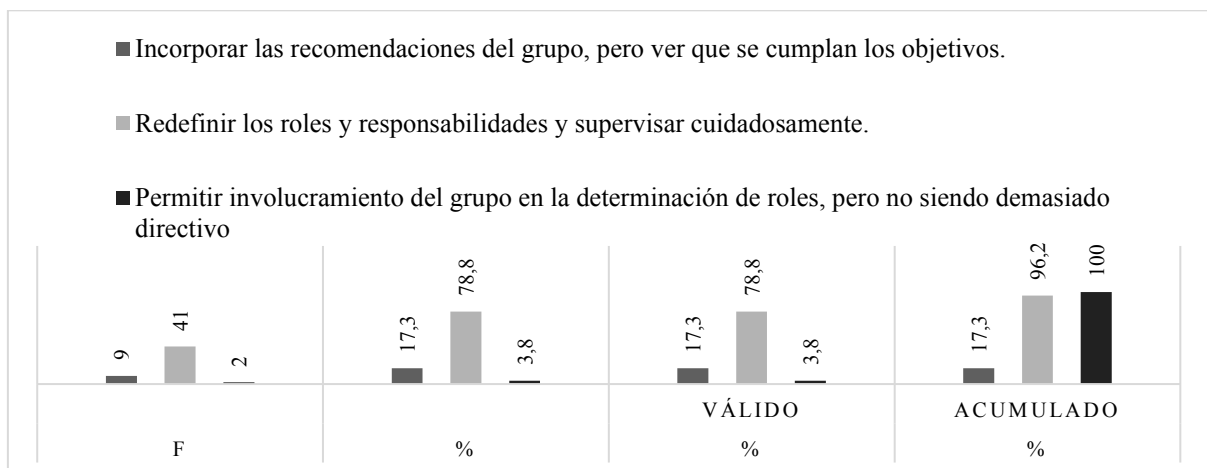 Incorporar las recomendaciones del grupo, pero ver que se cumplan los objetivos.
Redefinir los roles y responsabilidades y supervisar cuidadosamente.
Permitir involucramiento del grupo en la determinación de roles, pero no siendo demasiado
directivo
9 41 2 17,3 78,8 3,8 17,3 78,8 3,8 17,3 96,2 100
VÁLIDO ACUMULADO
F % % %